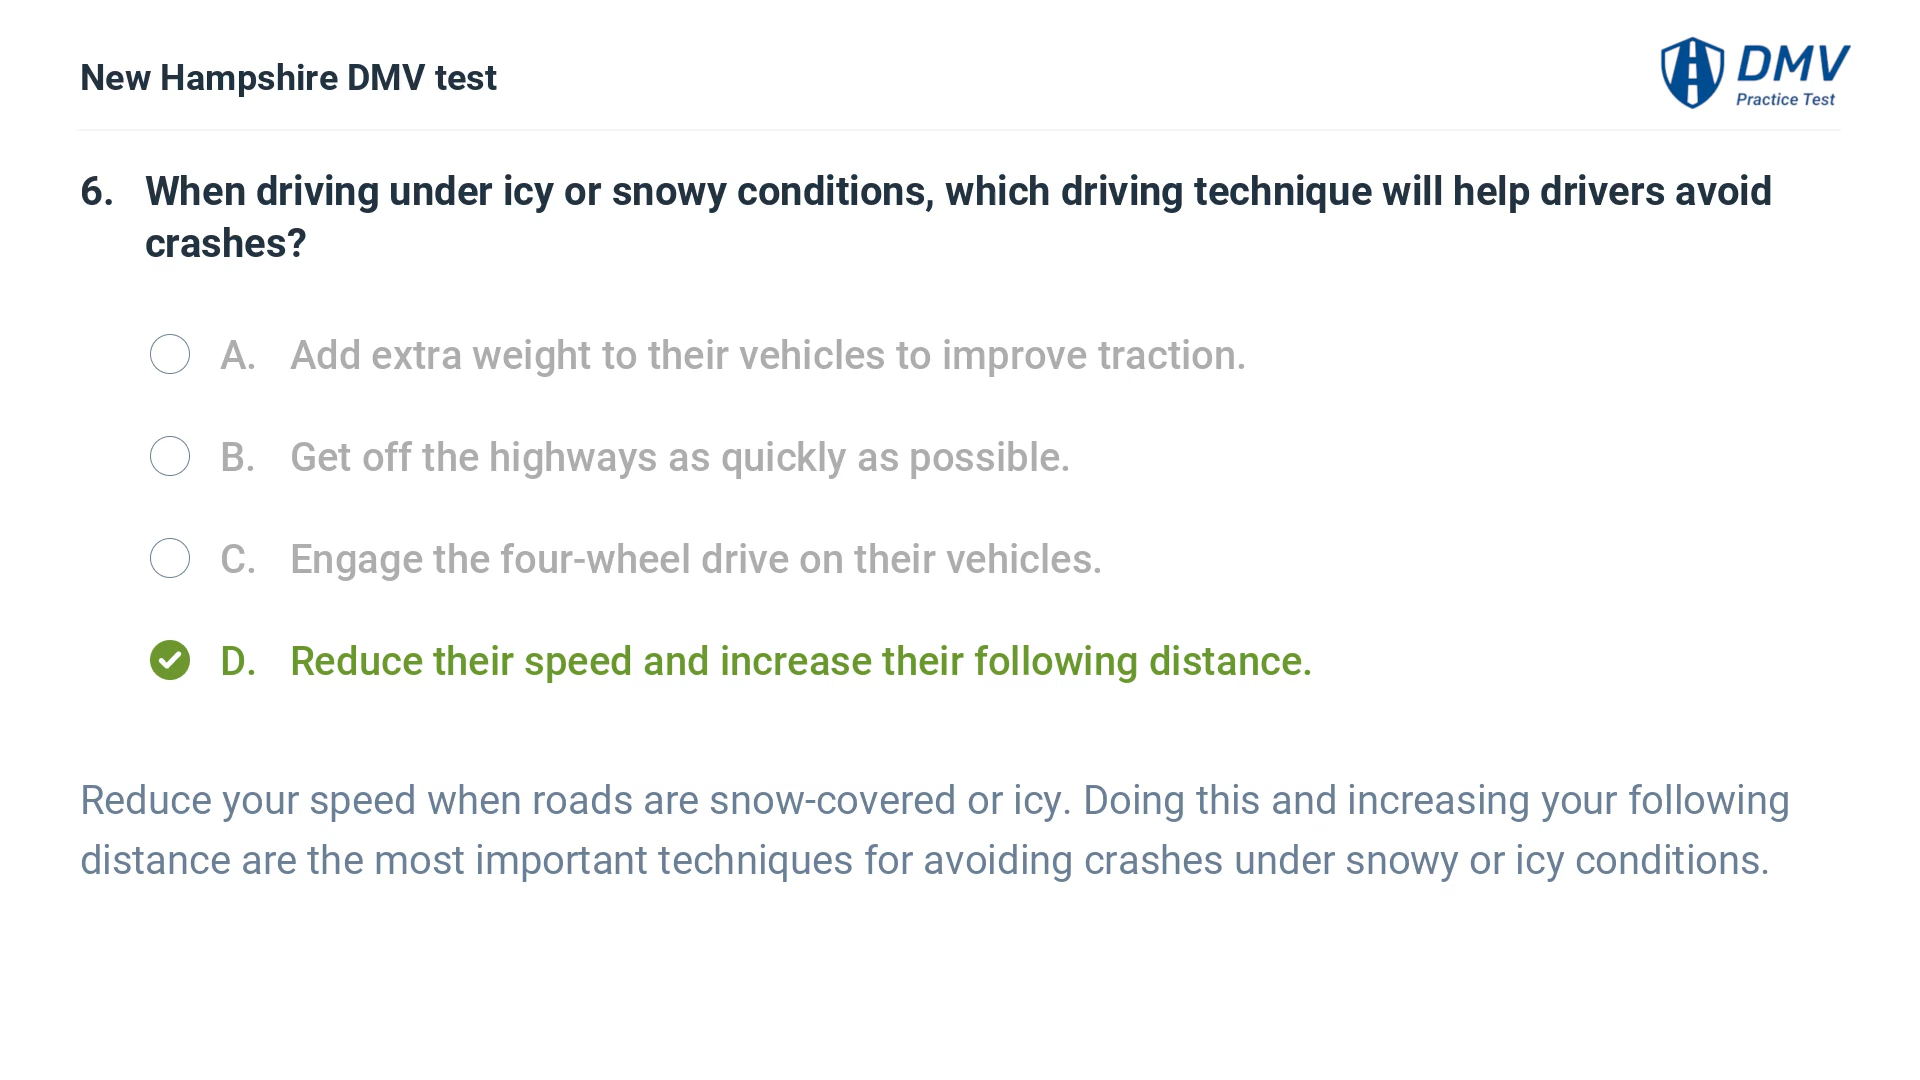 New Hampshire DMV test
DMV
Practice Test
6. When driving under icy or snowy conditions, which driving technique will help drivers avoid
crashes?
A. Add extra weight to their vehicles to improve traction.
B. Get off the highways as quickly as possible.
C. Engage the four-wheel drive on their vehicles.
D. Reduce their speed and increase their following distance.
Reduce your speed when roads are snow-covered or icy. Doing this and increasing your following
distance are the most important techniques for avoiding crashes under snowy or icy conditions.